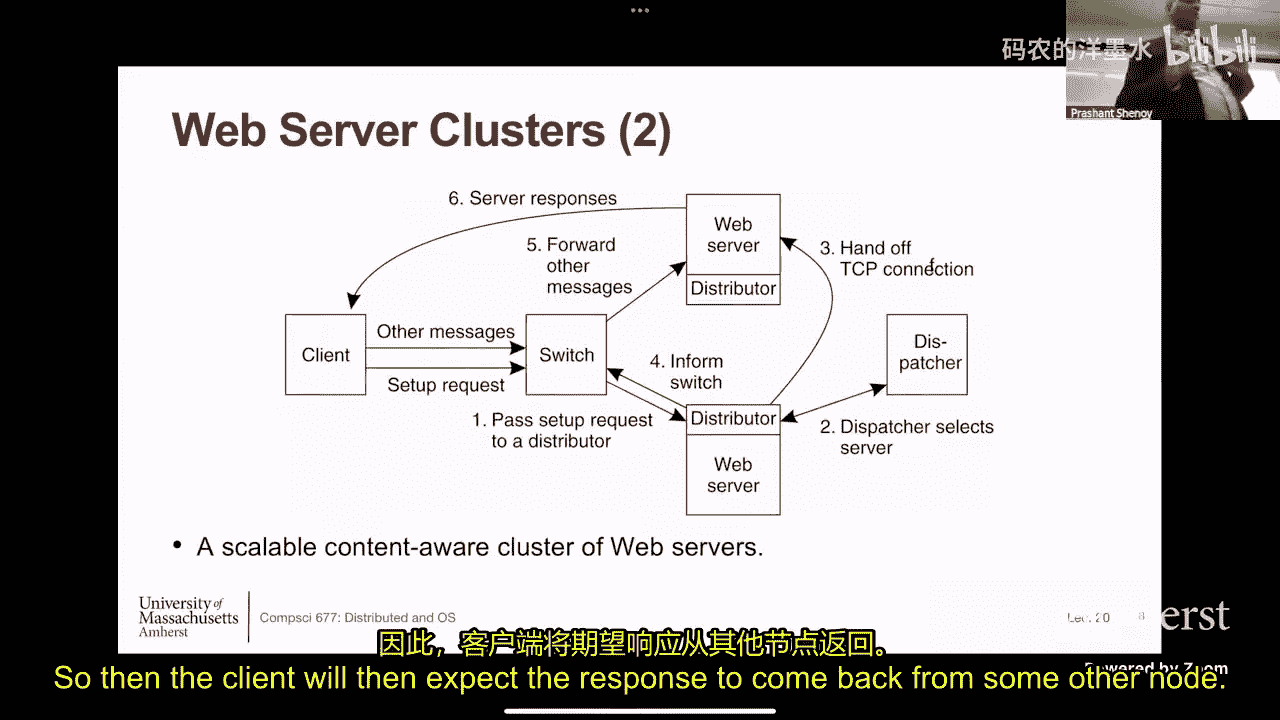 码农的洋墨水 bilibili
Prashant Shenoy
Web Server Clusters (2)
6. Server responses
Web
server
Distributor
5. Forward
other
messages
3. Hand off
TCP connection
Client
Other messages
Setup request
Switch
4. Inform
switch
Dis-
patcher
1. Pass setup request
to a distributor
Distributor
Web
server
2. Dispatcher selects
server
• A scalable content-aware cluster of Web servers.
University of
Massachusetts
Amherst
Compsci 677: Distributed and OS
Lec. 20
8
因此，客户端将期望响应从其他节点返回。
So then the client will then expect the response to come back from some other node.